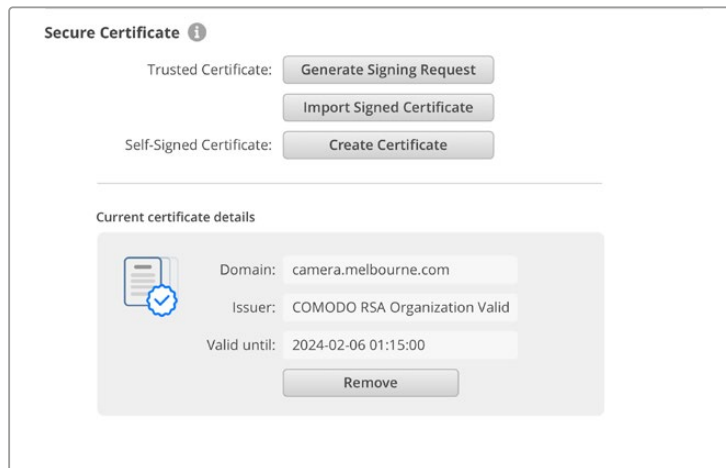 Secure Certificate
Trusted Certificate: Generate Signing Request
Import Signed Certificate
Self-Signed Certificate: Create Certificate
Current certificate details
Domain: camera.melbourne.com
Issuer: COMODO RSA Organization Valid
Valid until: 2024-02-06 01:15:00
Remove